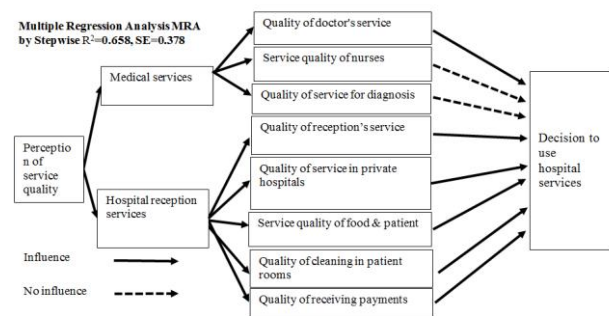 Multiple Regression Analysis MRA
by Stepwise R²=0.658, SE=0.378
Perceptio
n of
service
quality
Medical services
Hospital reception
services
Quality of doctor's service
Service quality of nurses
Quality of service for diagnosis
Quality of reception's service
Quality of service in private
hospitals
Service quality of food & patient
Quality of cleaning in patient
rooms
Quality of receiving payments
Decision to
use
hospital
services
Influence
No influence